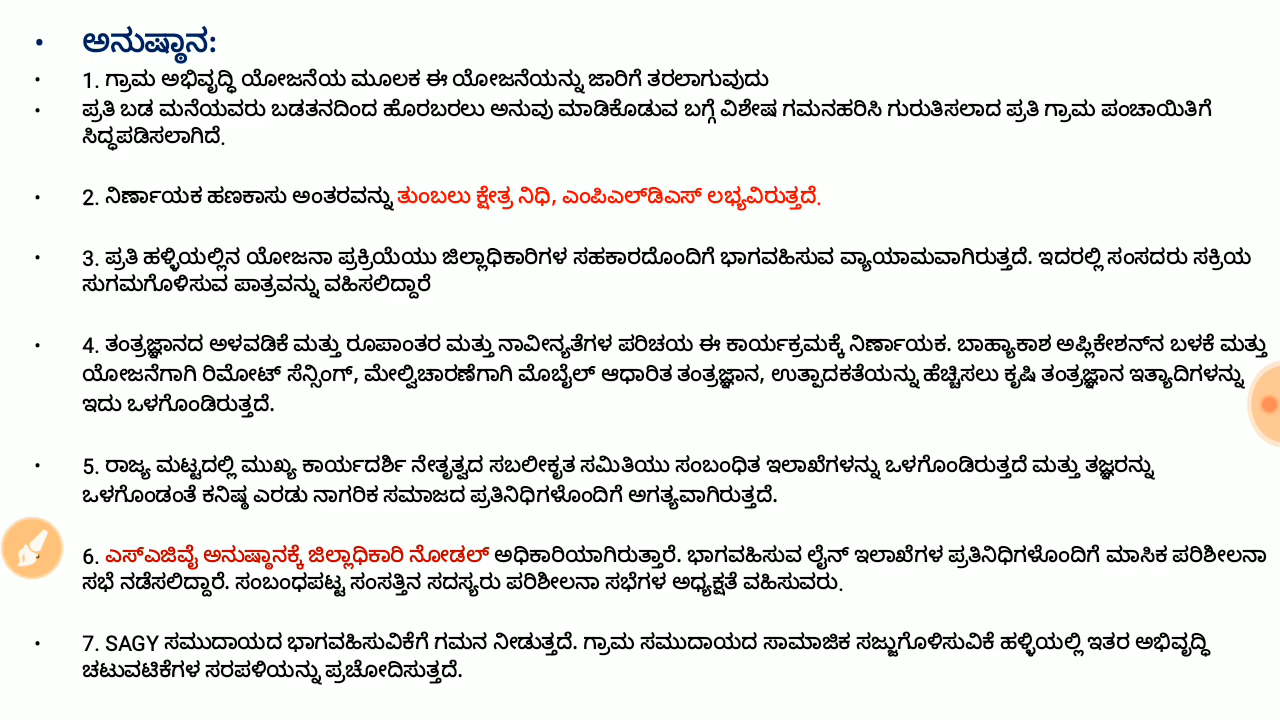 • ಅನುಷ್ಠಾನ:
• 1. ಗ್ರಾಮ ಅಭಿವೃದ್ಧಿ ಯೋಜನೆಯ ಮೂಲಕ ಈ ಯೋಜನೆಯನ್ನು ಜಾರಿಗೆ ತರಲಾಗುವುದು
• ಪ್ರತಿ ಬಡ ಮನೆಯವರು ಬಡತನದಿಂದ ಹೊರಬರಲು ಅನುವು ಮಾಡಿಕೊಡುವ ಬಗ್ಗೆ ವಿಶೇಷ ಗಮನಹರಿಸಿ ಗುರುತಿಸಲಾದ ಪ್ರತಿ ಗ್ರಾಮ ಪಂಚಾಯಿತಿಗೆ
ಸಿದ್ಧಪಡಿಸಲಾಗಿದೆ.
• 2. ನಿರ್ಣಾಯಕ ಹಣಕಾಸು ಅಂತರವನ್ನು ತುಂಬಲು ಕ್ಷೇತ್ರ ನಿಧಿ, ಎಂಪಿಎಲ್‌ಡಿಎಸ್ ಲಭ್ಯವಿರುತ್ತದೆ.
• 3. ಪ್ರತಿ ಹಳ್ಳಿಯಲ್ಲಿನ ಯೋಜನಾ ಪ್ರಕ್ರಿಯೆಯು ಜಿಲ್ಲಾಧಿಕಾರಿಗಳ ಸಹಕಾರದೊಂದಿಗೆ ಭಾಗವಹಿಸುವ ವ್ಯಾಯಾಮವಾಗಿರುತ್ತದೆ. ಇದರಲ್ಲಿ ಸಂಸದರು ಸಕ್ರಿಯ
ಸುಗಮಗೊಳಿಸುವ ಪಾತ್ರವನ್ನು ವಹಿಸಲಿದ್ದಾರೆ
• 4. ತಂತ್ರಜ್ಞಾನದ ಅಳವಡಿಕೆ ಮತ್ತು ರೂಪಾಂತರ ಮತ್ತು ನಾವೀನ್ಯತೆಗಳ ಪರಿಚಯ ಈ ಕಾರ್ಯಕ್ರಮಕ್ಕೆ ನಿರ್ಣಾಯಕ. ಬಾಹ್ಯಾಕಾಶ ಅಪ್ಲಿಕೇಶನ್‌ನ ಬಳಕೆ ಮತ್ತು
ಯೋಜನೆಗಾಗಿ ರಿಮೋಟ್ ಸೆನ್ಸಿಂಗ್, ಮೇಲ್ವಿಚಾರಣೆಗಾಗಿ ಮೊಬೈಲ್ ಆಧಾರಿತ ತಂತ್ರಜ್ಞಾನ, ಉತ್ಪಾದಕತೆಯನ್ನು ಹೆಚ್ಚಿಸಲು ಕೃಷಿ ತಂತ್ರಜ್ಞಾನ ಇತ್ಯಾದಿಗಳನ್ನು
ಇದು ಒಳಗೊಂಡಿರುತ್ತದೆ.
• 5. ರಾಜ್ಯ ಮಟ್ಟದಲ್ಲಿ ಮುಖ್ಯ ಕಾರ್ಯದರ್ಶಿ ನೇತೃತ್ವದ ಸಬಲೀಕೃತ ಸಮಿತಿಯು ಸಂಬಂಧಿತ ಇಲಾಖೆಗಳನ್ನು ಒಳಗೊಂಡಿರುತ್ತದೆ ಮತ್ತು ತಜ್ಞರನ್ನು
ಒಳಗೊಂಡಂತೆ ಕನಿಷ್ಠ ಎರಡು ನಾಗರಿಕ ಸಮಾಜದ ಪ್ರತಿನಿಧಿಗಳೊಂದಿಗೆ ಅಗತ್ಯವಾಗಿರುತ್ತದೆ.
• 6. ಎಸ್‌ಎಜಿವೈ ಅನುಷ್ಠಾನಕ್ಕೆ ಜಿಲ್ಲಾಧಿಕಾರಿ ನೋಡಲ್ ಅಧಿಕಾರಿಯಾಗಿರುತ್ತಾರೆ. ಭಾಗವಹಿಸುವ ಲೈನ್ ಇಲಾಖೆಗಳ ಪ್ರತಿನಿಧಿಗಳೊಂದಿಗೆ ಮಾಸಿಕ ಪರಿಶೀಲನಾ
ಸಭೆ ನಡೆಸಲಿದ್ದಾರೆ. ಸಂಬಂಧಪಟ್ಟ ಸಂಸತ್ತಿನ ಸದಸ್ಯರು ಪರಿಶೀಲನಾ ಸಭೆಗಳ ಅಧ್ಯಕ್ಷತೆ ವಹಿಸುವರು.
• 7. SAGY ಸಮುದಾಯದ ಭಾಗವಹಿಸುವಿಕೆಗೆ ಗಮನ ನೀಡುತ್ತದೆ. ಗ್ರಾಮ ಸಮುದಾಯದ ಸಾಮಾಜಿಕ ಸಜ್ಜುಗೊಳಿಸುವಿಕೆ ಹಳ್ಳಿಯಲ್ಲಿ ಇತರ ಅಭಿವೃದ್ಧಿ
ಚಟುವಟಿಕೆಗಳ ಸರಪಳಿಯನ್ನು ಪ್ರಚೋದಿಸುತ್ತದೆ.